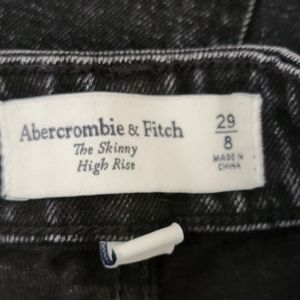 Abercrombie & Fitch
The Skinny
High Rise
29
8
MADE IN
CHINA